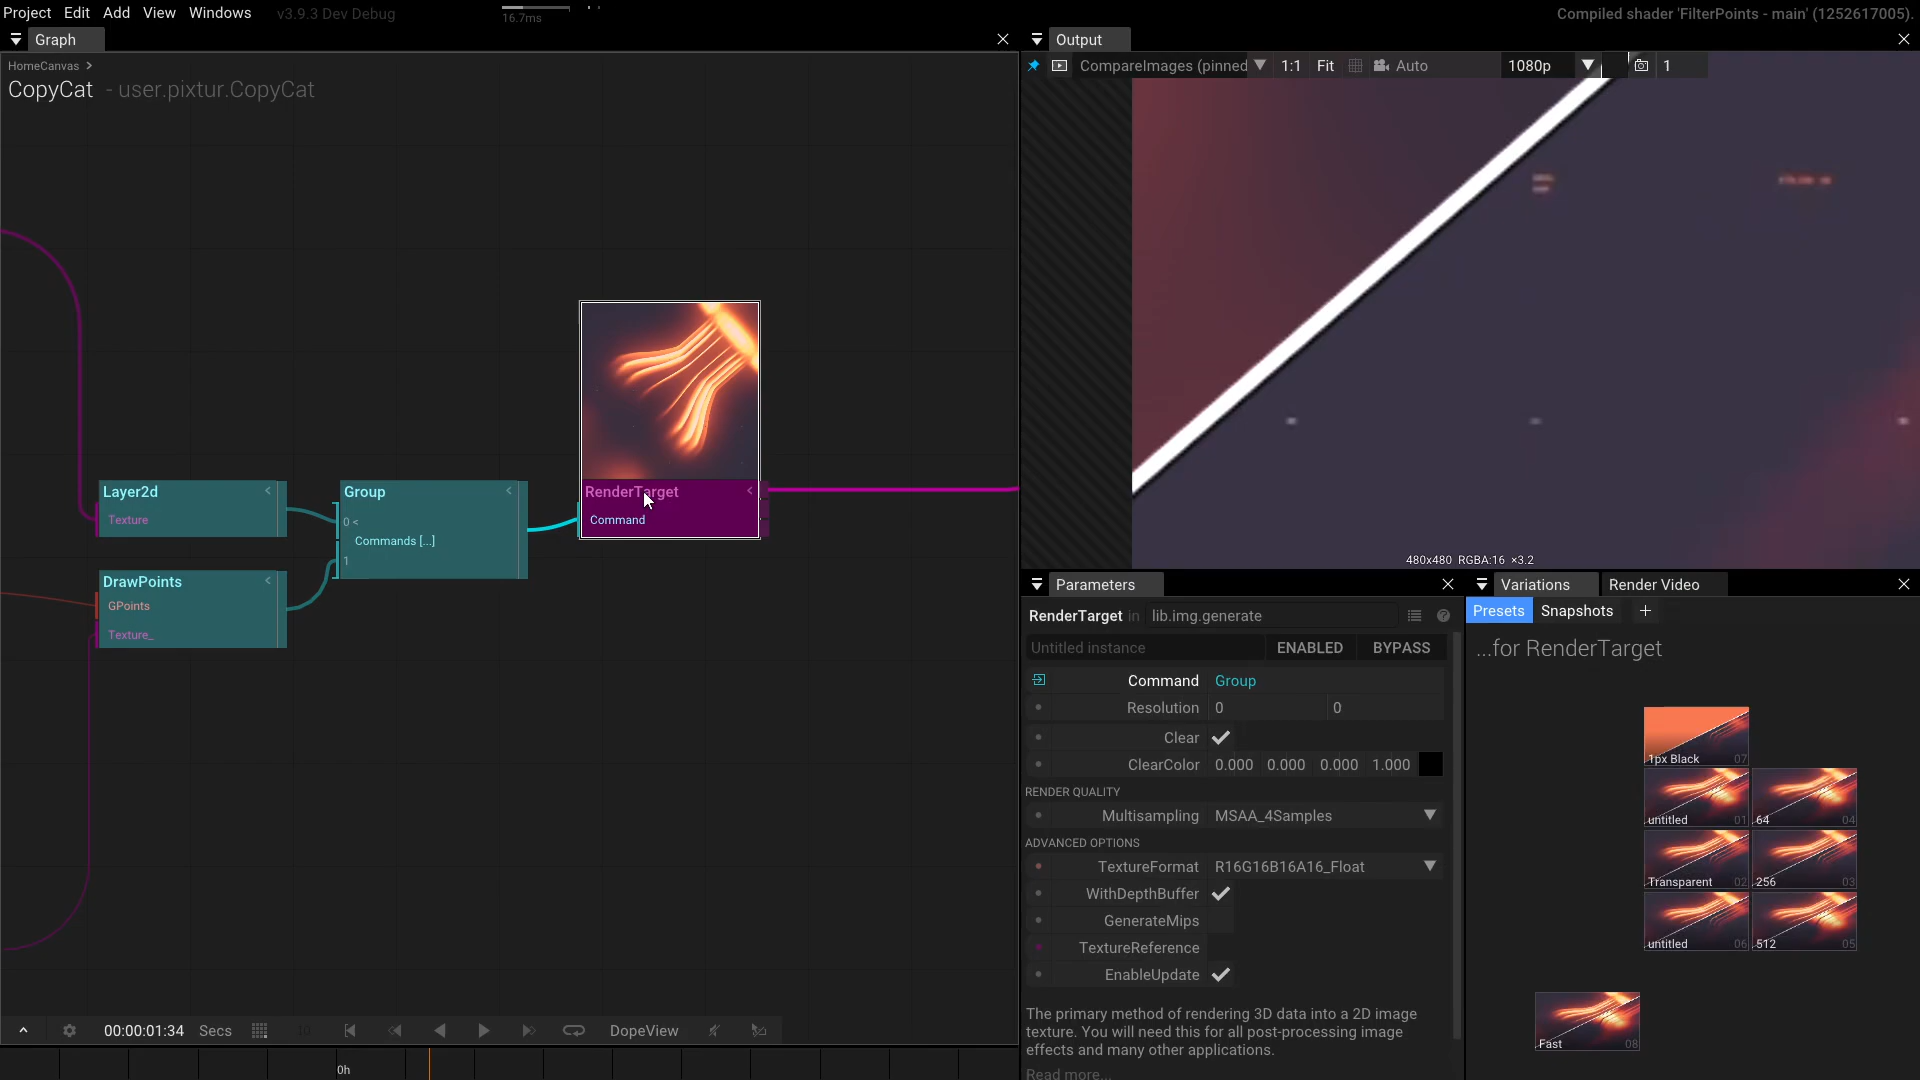 Project Edit Add View Windows v3.9.3 Dev Debug
16.7ms
Compiled shader 'FilterPoints - main' (1252617005).
Graph
HomeCanvas >
CopyCat - user.pixtur.CopyCat
Layer2d <
Texture
DrawPoints <
GPoints
Texture_
Group <
0 <
Commands [...]
1
RenderTarget <
Command
Output
CompareImages (pinned 1:1 Fit Auto 1080p 1
480x480 RGBA:16 ×3.2
Parameters
RenderTarget in lib.img.generate
Untitled instance ENABLED BYPASS
Command Group
Resolution 0 0
Clear
ClearColor 0.000 0.000 0.000 1.000
RENDER QUALITY
Multisampling MSAA_4Samples
ADVANCED OPTIONS
TextureFormat R16G16B16A16_Float
WithDepthBuffer
GenerateMips
TextureReference
EnableUpdate
The primary method of rendering 3D data into a 2D image
texture. You will need this for all post-processing image
effects and many other applications.
Read more...
Variations Render Video
Presets Snapshots +
...for RenderTarget
1px Black 07
untitled 01 64 04
Transparent 02 256 03
untitled 06 512 05
Fast 08
00:00:01:34 Secs 10 DopeView
0h